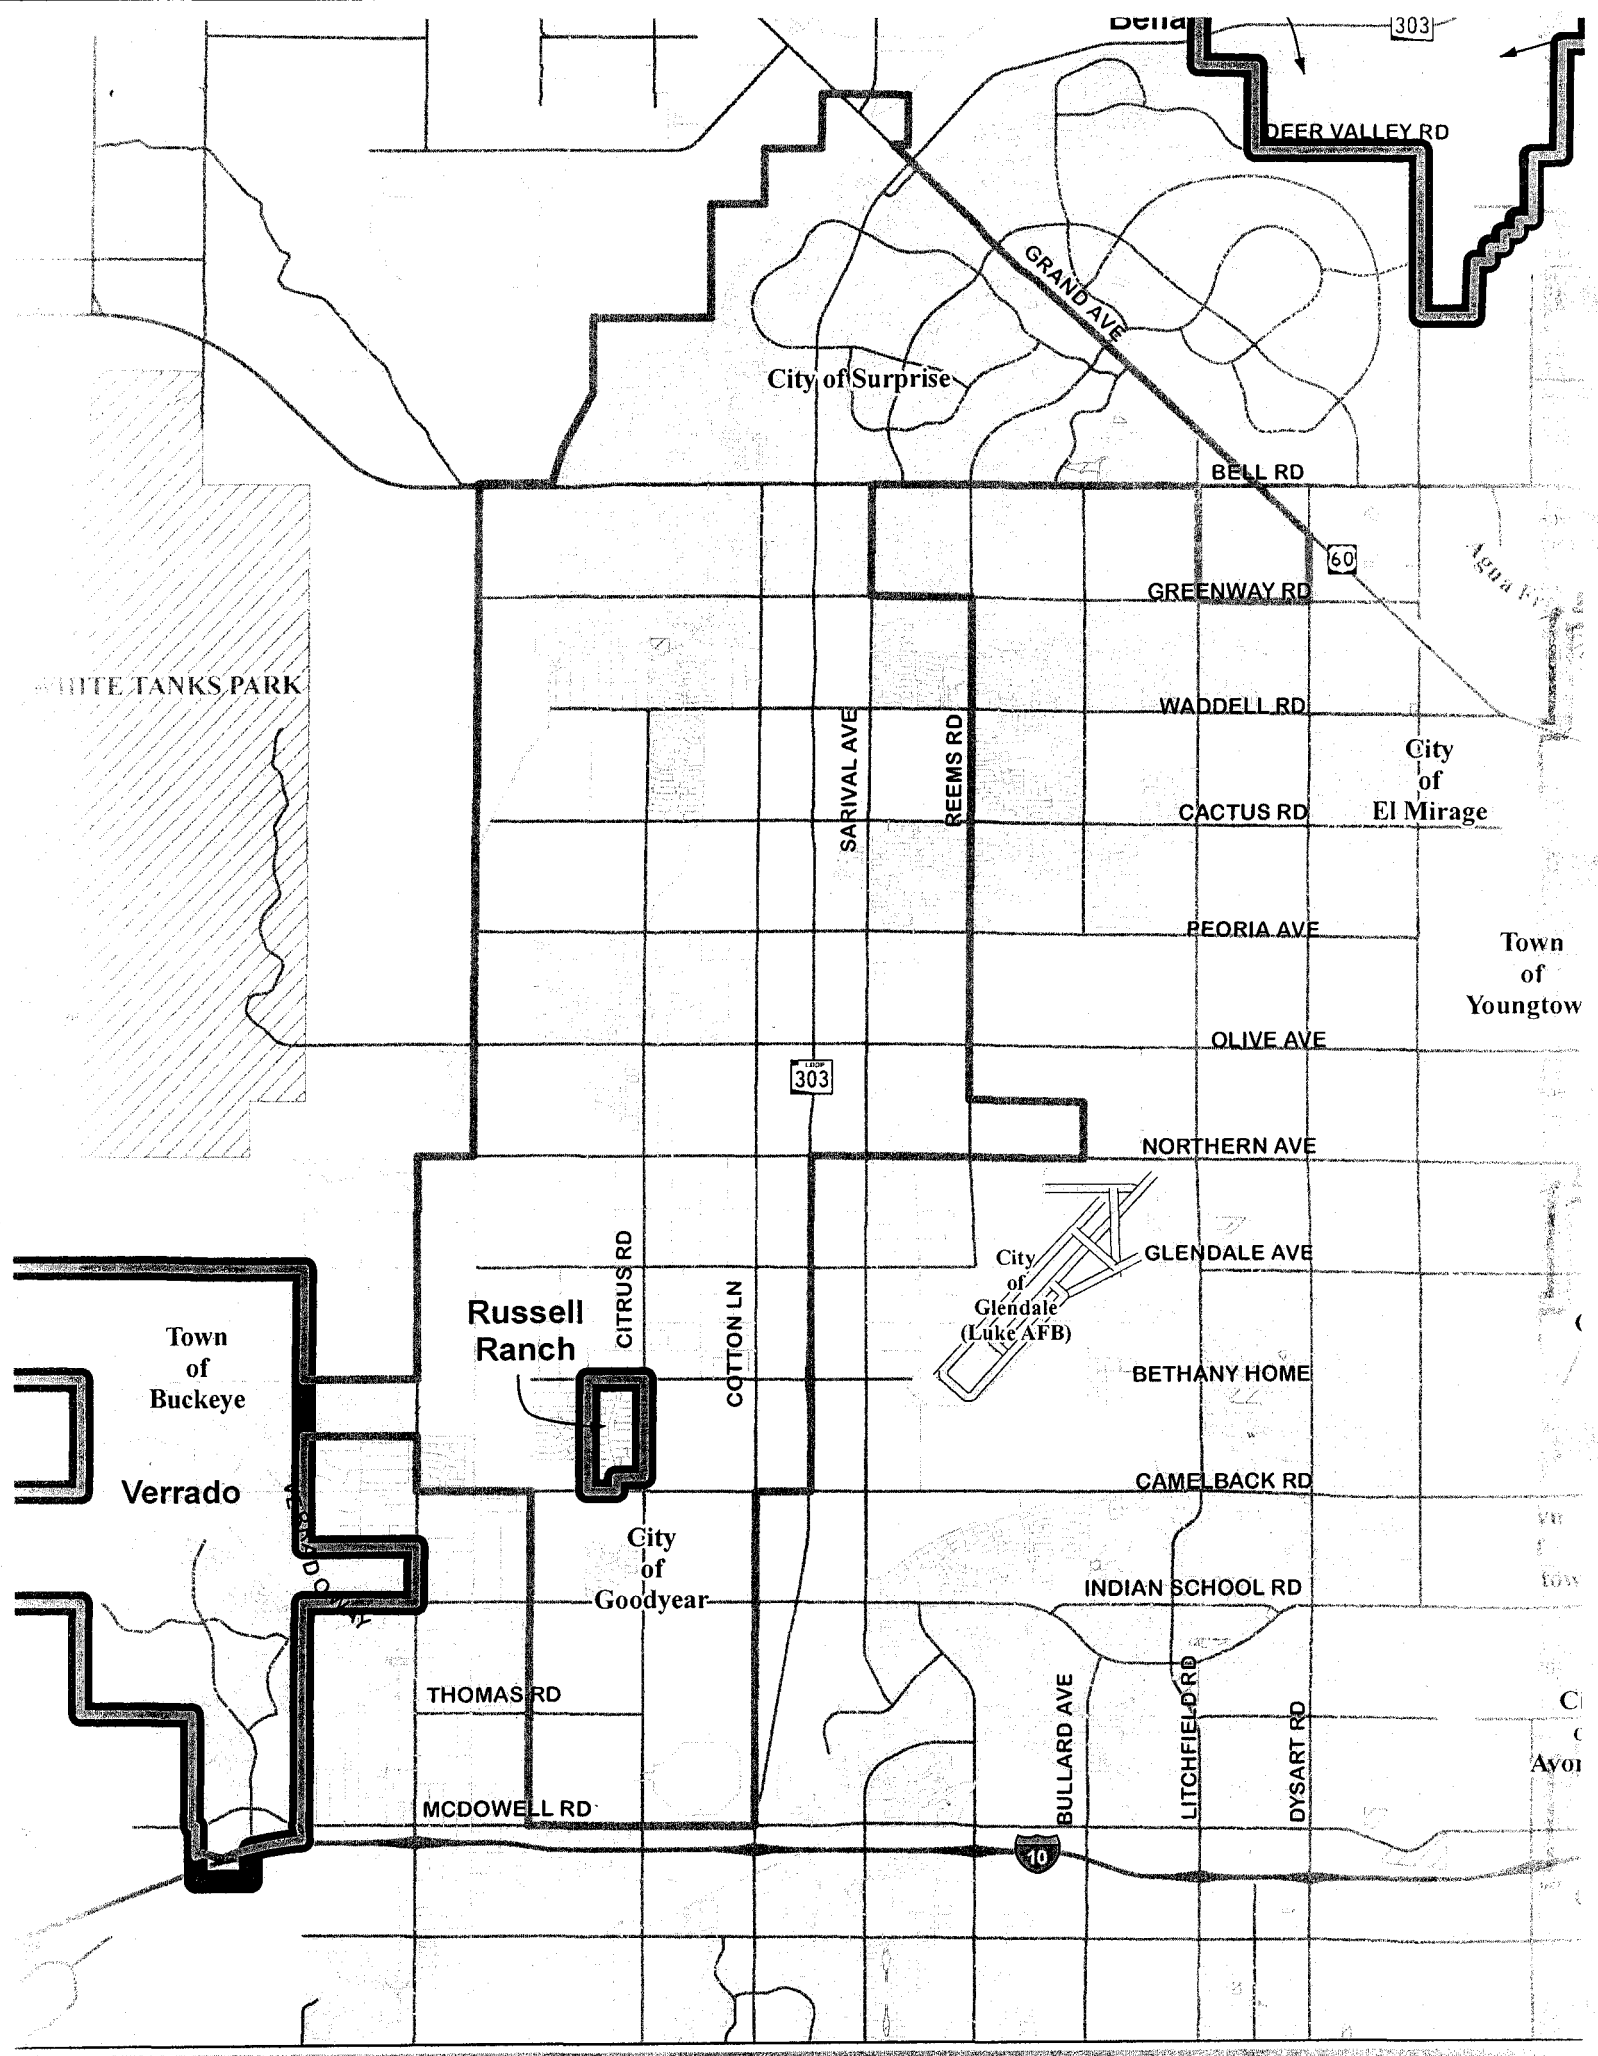 303
DEER VALLEY RD
GRAND AVE
City of Surprise
BELL RD
60
GREENWAY RD
WHITE TANKS PARK
WADDELL RD
SARIVAL AVE
REEMS RD
City
of
El Mirage
CACTUS RD
PEORIA AVE
Town
of
OLIVE AVE
LOOP
303
NORTHERN AVE
CITRUS RD
City
of
Glendale
(Luke AFB)
GLENDALE AVE
COTTON LN
Russell
Ranch
Town
of
Buckeye
BETHANY HOME
Verrado
CAMELBACK RD
City
of
Goodyear
INDIAN SCHOOL RD
THOMAS RD
BULLARD AVE
LITCHFIELD RD
DYSART RD
MCDOWELL RD
10